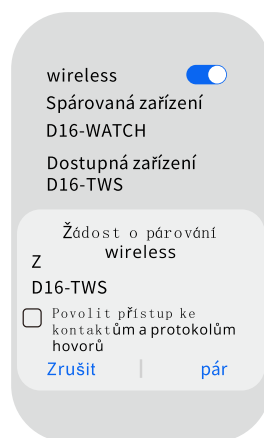 wireless
Spárovaná zařízení
D16-WATCH
Dostupná zařízení
D16-TWS
Žádost o párování
wireless
Z
D16-TWS
Povolit přístup ke
kontaktům a protokolům
hovorů
Zrušit | pár